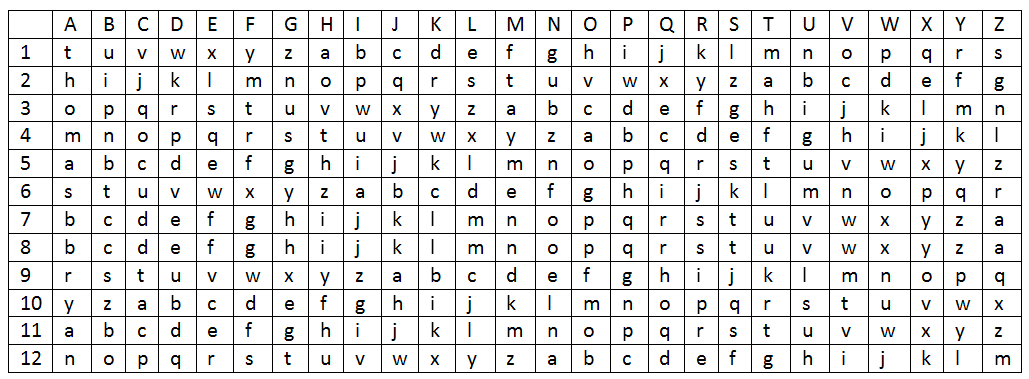 A B C D E F G H I J K L M N O P Q R S T U V W X Y Z
1 t u v w x y z a b c d e f g h i j k l m n o p q r s
2 h i j k l m n o p q r s t u v w x y z a b c d e f g
3 o p q r s t u v w x y z a b c d e f g h i j k l m n
4 m n o p q r s t u v w x y z a b c d e f g h i j k l
5 a b c d e f g h i j k l m n o p q r s t u v w x y z
6 s t u v w x y z a b c d e f g h i j k l m n o p q r
7 b c d e f g h i j k l m n o p q r s t u v w x y z a
8 b c d e f g h i j k l m n o p q r s t u v w x y z a
9 r s t u v w x y z a b c d e f g h i j k l m n o p q
10 y z a b c d e f g h i j k l m n o p q r s t u v w x
11 a b c d e f g h i j k l m n o p q r s t u v w x y z
12 n o p q r s t u v w x y z a b c d e f g h i j k l m